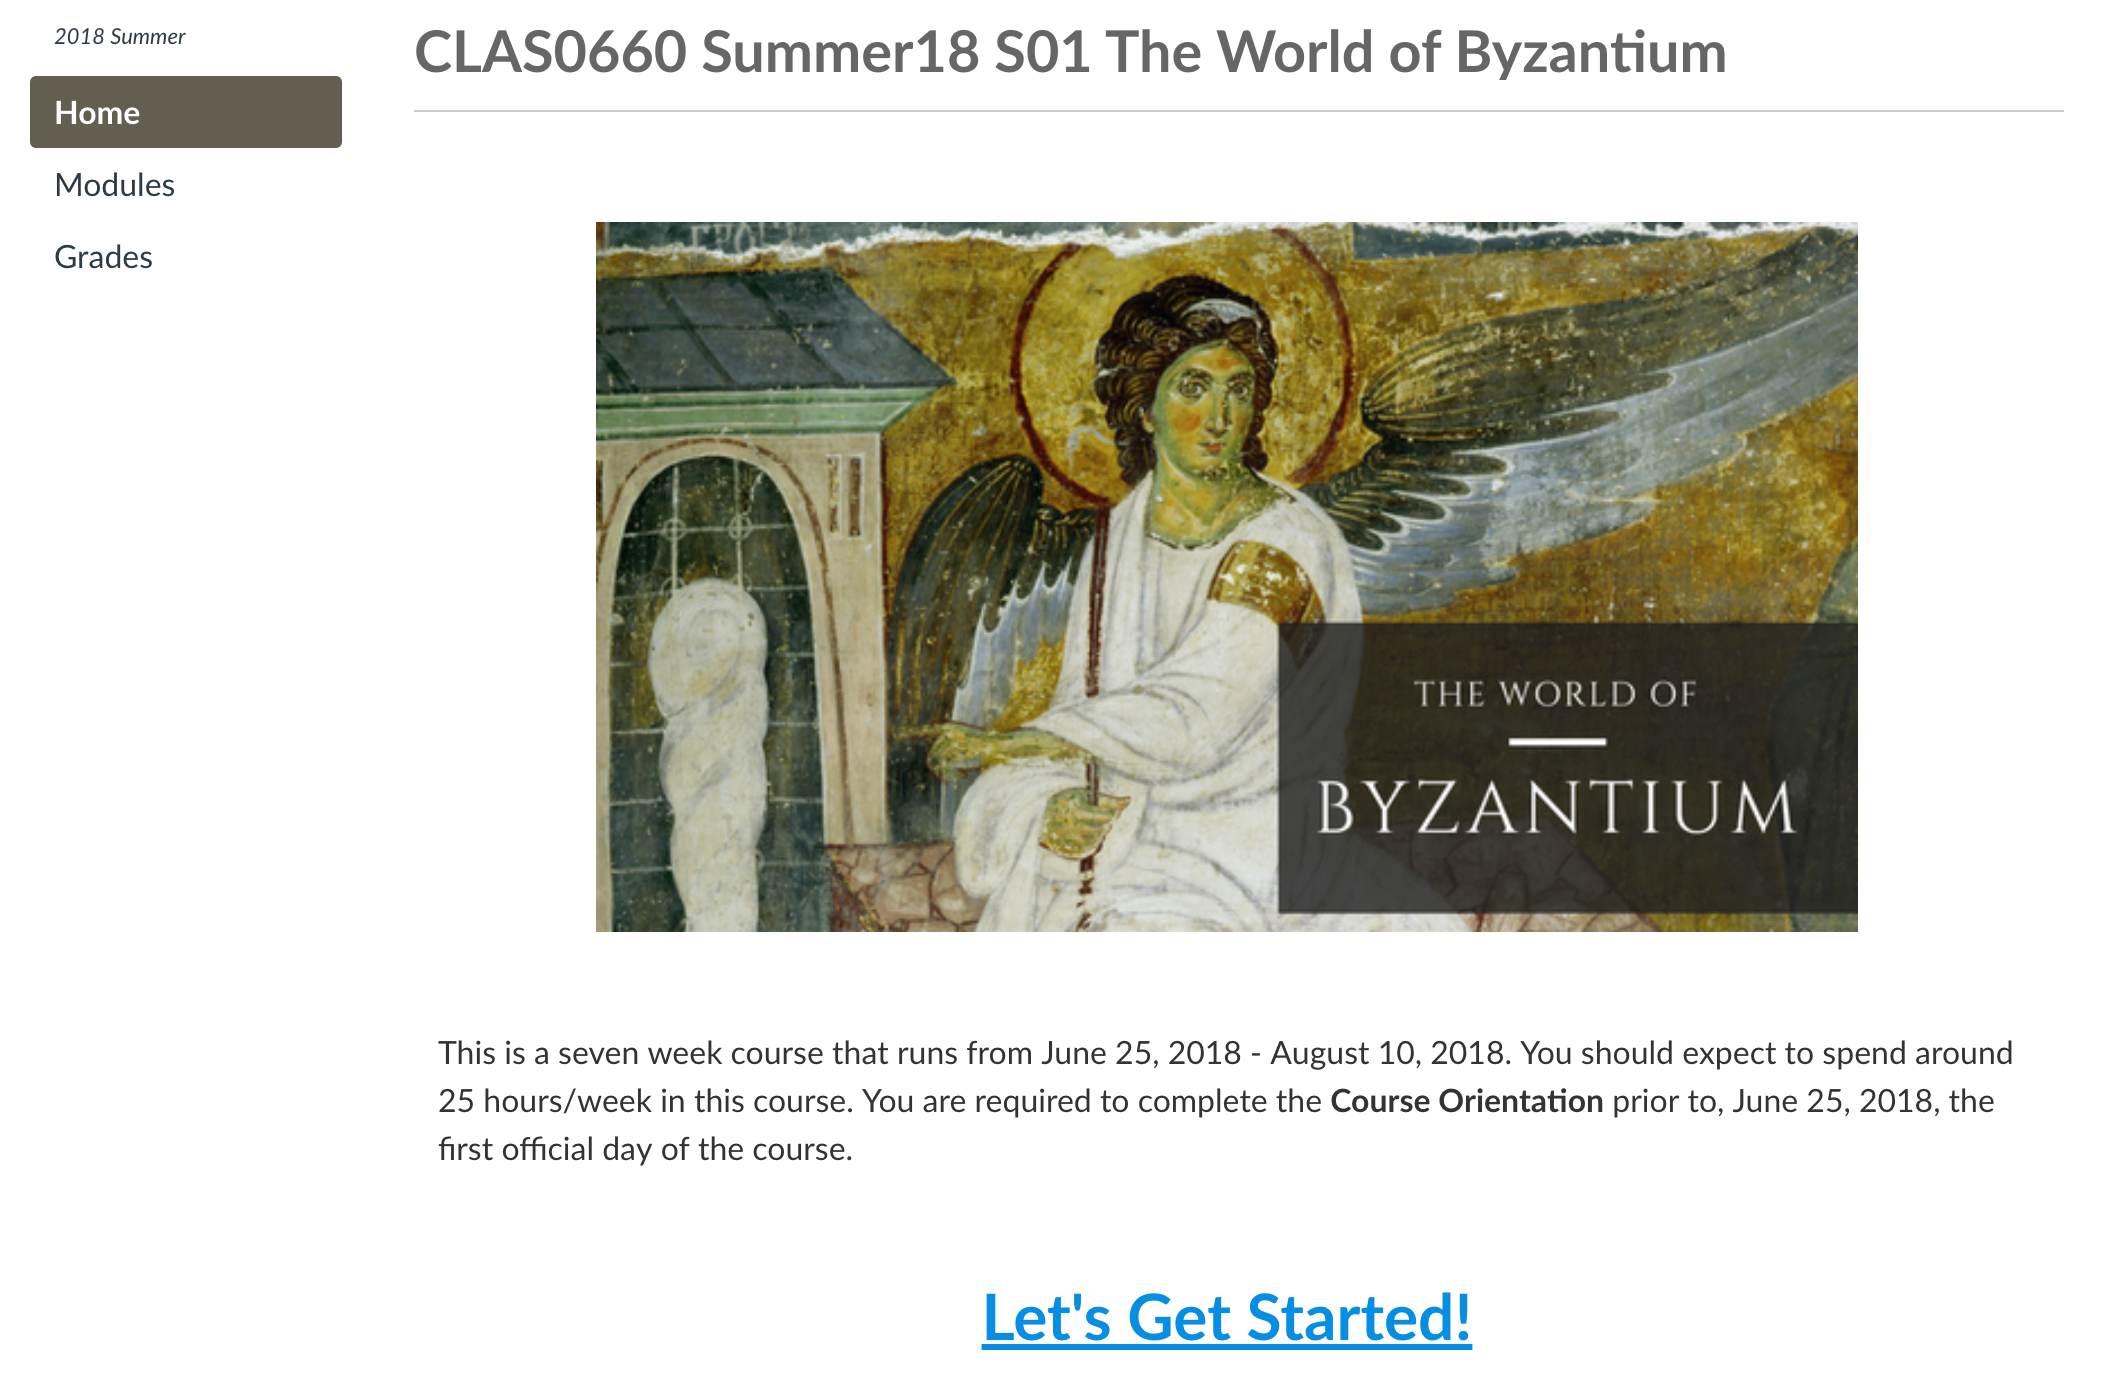 2018 Summer
Home
Modules
Grades
CLAS0660 Summer18 S01 The World of Byzantium
THE WORLD OF
BYZANTIUM
This is a seven week course that runs from June 25, 2018 - August 10, 2018. You should expect to spend around
25 hours/week in this course. You are required to complete the Course Orientation prior to, June 25, 2018, the
first official day of the course.
Let's Get Started!